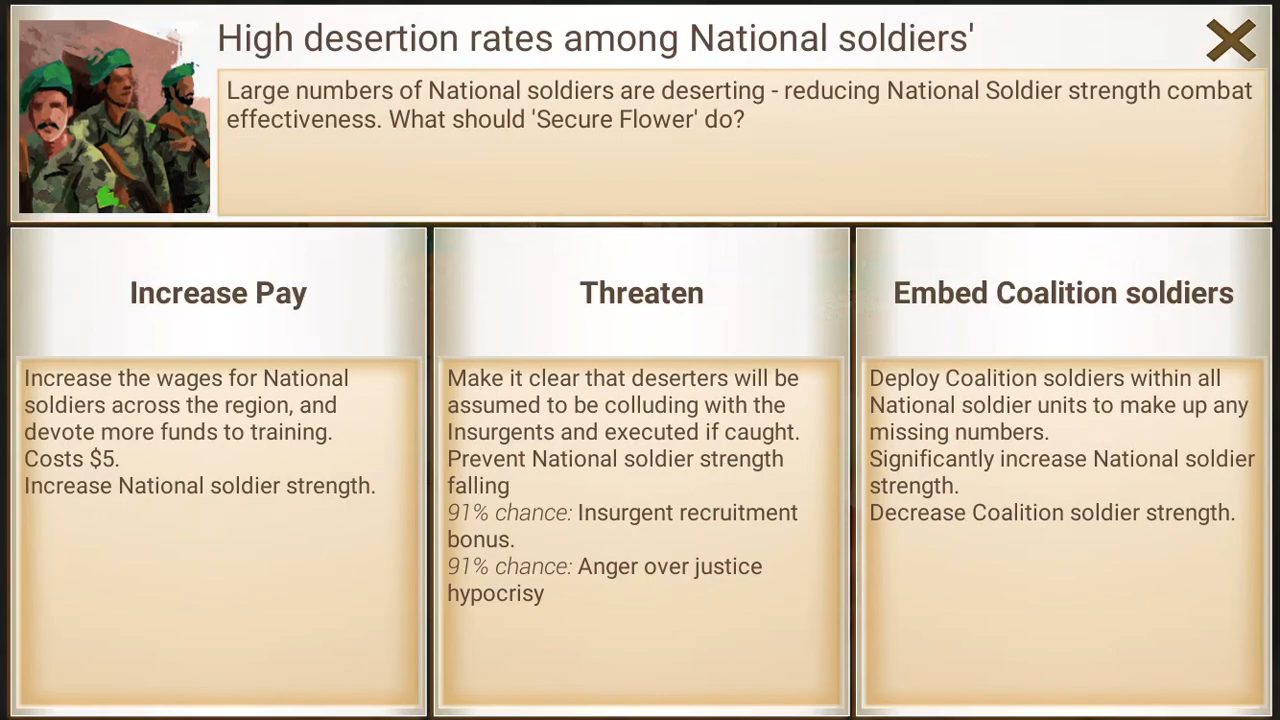 High desertion rates among National soldiers'
Large numbers of National soldiers are deserting - reducing National Soldier strength combat
effectiveness. What should 'Secure Flower' do?
Increase Pay
Increase the wages for National
soldiers across the region, and
devote more funds to training.
Costs $5.
Increase National soldier strength.
Threaten
Make it clear that deserters will be
assumed to be colluding with the
Insurgents and executed if caught.
Prevent National soldier strength
falling
91% chance: Insurgent recruitment
bonus.
91% chance: Anger over justice
hypocrisy
Embed Coalition soldiers
Deploy Coalition soldiers within all
National soldier units to make up any
missing numbers.
Significantly increase National soldier
strength.
Decrease Coalition soldier strength.